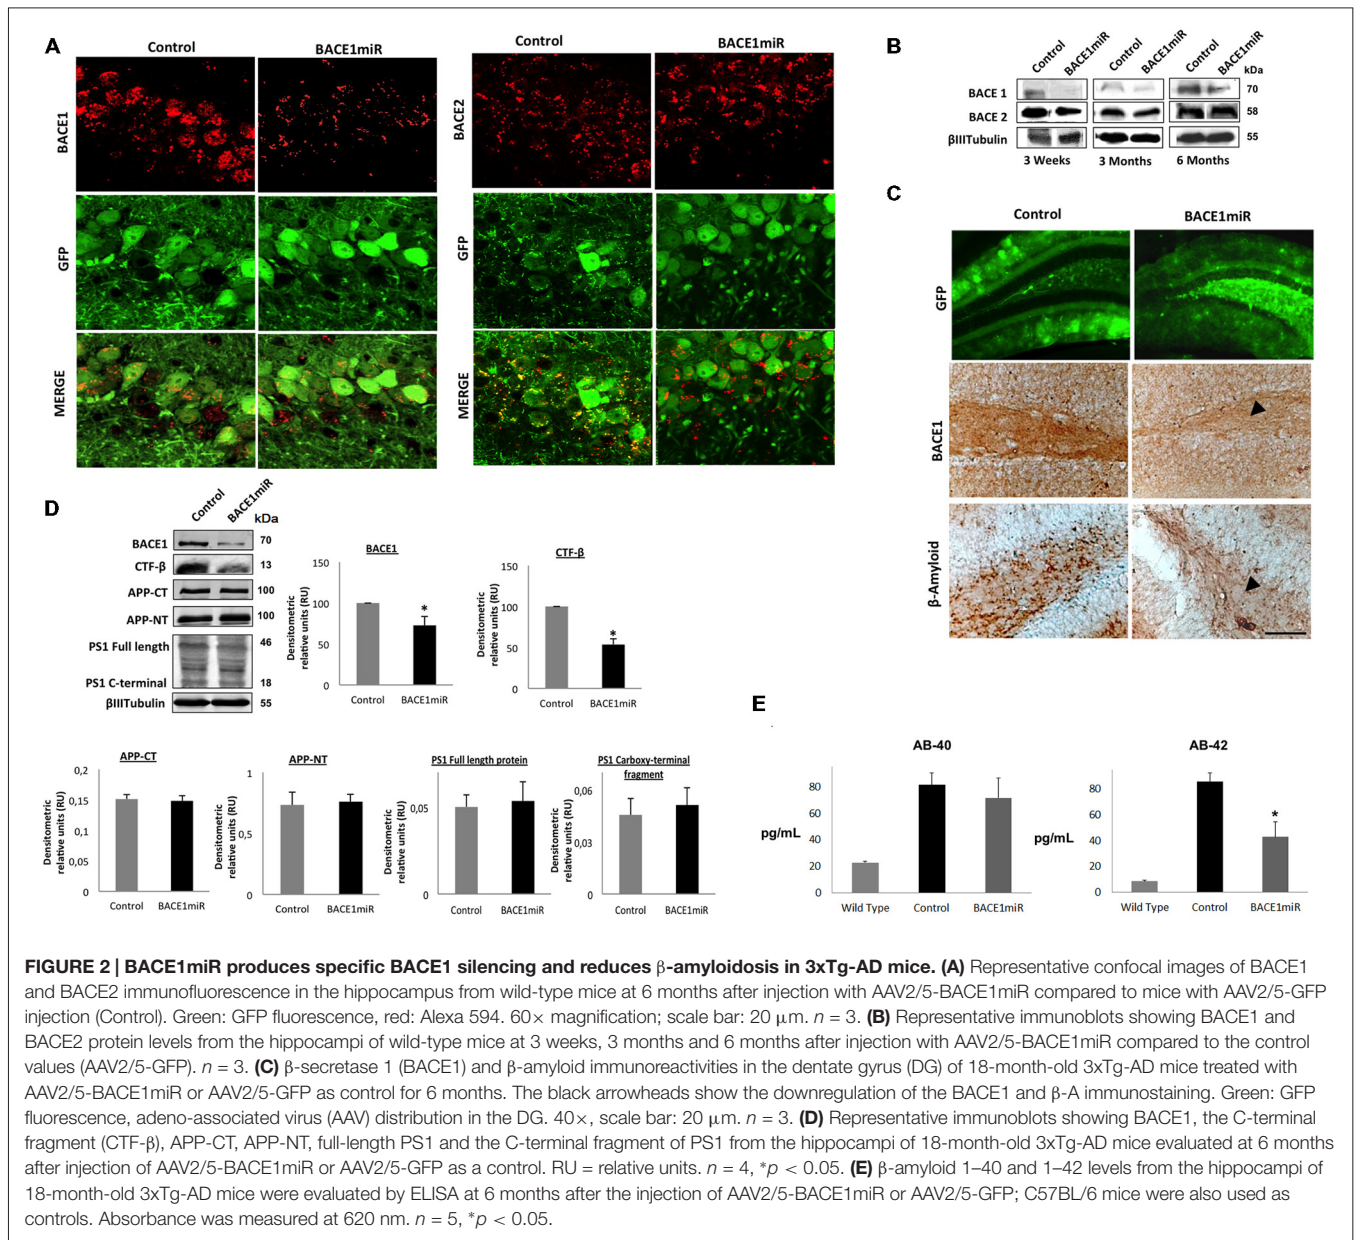 A
Control
BACE1miR
Control
BACE1miR
BACE1
BACE2
GFP
GFP
MERGE
MERGE
B
Control
BACE1miR
Control
BACE1miR
Control
BACE1miR
kDa
BACE 1
70
BACE 2
58
βIIITubulin
55
3 Weeks
3 Months
6 Months
C
Control
BACE1miR
GFP
BACE1
β-Amyloid
D
Control
BACE1miR
kDa
BACE1
70
CTF-β
13
APP-CT
100
APP-NT
100
PS1 Full length
46
PS1 C-terminal
18
βIIITubulin
55
BACE1
Densitometric
relative units (RU)
150
100
50
0
*
Control
BACE1miR
CTF-β
Densitometric
relative units (RU)
150
100
50
0
*
Control
BACE1miR
APP-CT
Densitometric
relative units (RU)
0,2
0,15
0,1
0,05
0
Control
BACE1miR
APP-NT
Densitometric
relative units (RU)
1
0,5
0
Control
BACE1miR
PS1 Full length protein
Densitometric
relative units (RU)
0,05
0
Control
BACE1miR
PS1 Carboxy-terminal
fragment
Densitometric
relative units (RU)
0,06
0,03
0
Control
BACE1miR
E
AB-40
pg/mL
80
60
40
20
0
Wild Type
Control
BACE1miR
AB-42
pg/mL
80
60
40
20
0
*
Wild Type
Control
BACE1miR
FIGURE 2 | BACE1miR produces specific BACE1 silencing and reduces β-amyloidosis in 3xTg-AD mice. (A) Representative confocal images of BACE1
and BACE2 immunofluorescence in the hippocampus from wild-type mice at 6 months after injection with AAV2/5-BACE1miR compared to mice with AAV2/5-GFP
injection (Control). Green: GFP fluorescence, red: Alexa 594. 60× magnification; scale bar: 20 μm. n = 3. (B) Representative immunoblots showing BACE1 and
BACE2 protein levels from the hippocampi of wild-type mice at 3 weeks, 3 months and 6 months after injection with AAV2/5-BACE1miR compared to the control
values (AAV2/5-GFP). n = 3. (C) β-secretase 1 (BACE1) and β-amyloid immunoreactivities in the dentate gyrus (DG) of 18-month-old 3xTg-AD mice treated with
AAV2/5-BACE1miR or AAV2/5-GFP as control for 6 months. The black arrowheads show the downregulation of the BACE1 and β-A immunostaining. Green: GFP
fluorescence, adeno-associated virus (AAV) distribution in the DG. 40×, scale bar: 20 μm. n = 3. (D) Representative immunoblots showing BACE1, the C-terminal
fragment (CTF-β), APP-CT, APP-NT, full-length PS1 and the C-terminal fragment of PS1 from the hippocampi of 18-month-old 3xTg-AD mice evaluated at 6 months
after injection of AAV2/5-BACE1miR or AAV2/5-GFP as a control. RU = relative units. n = 4, *p < 0.05. (E) β-amyloid 1–40 and 1–42 levels from the hippocampi of
18-month-old 3xTg-AD mice were evaluated by ELISA at 6 months after the injection of AAV2/5-BACE1miR or AAV2/5-GFP; C57BL/6 mice were also used as
controls. Absorbance was measured at 620 nm. n = 5, *p < 0.05.